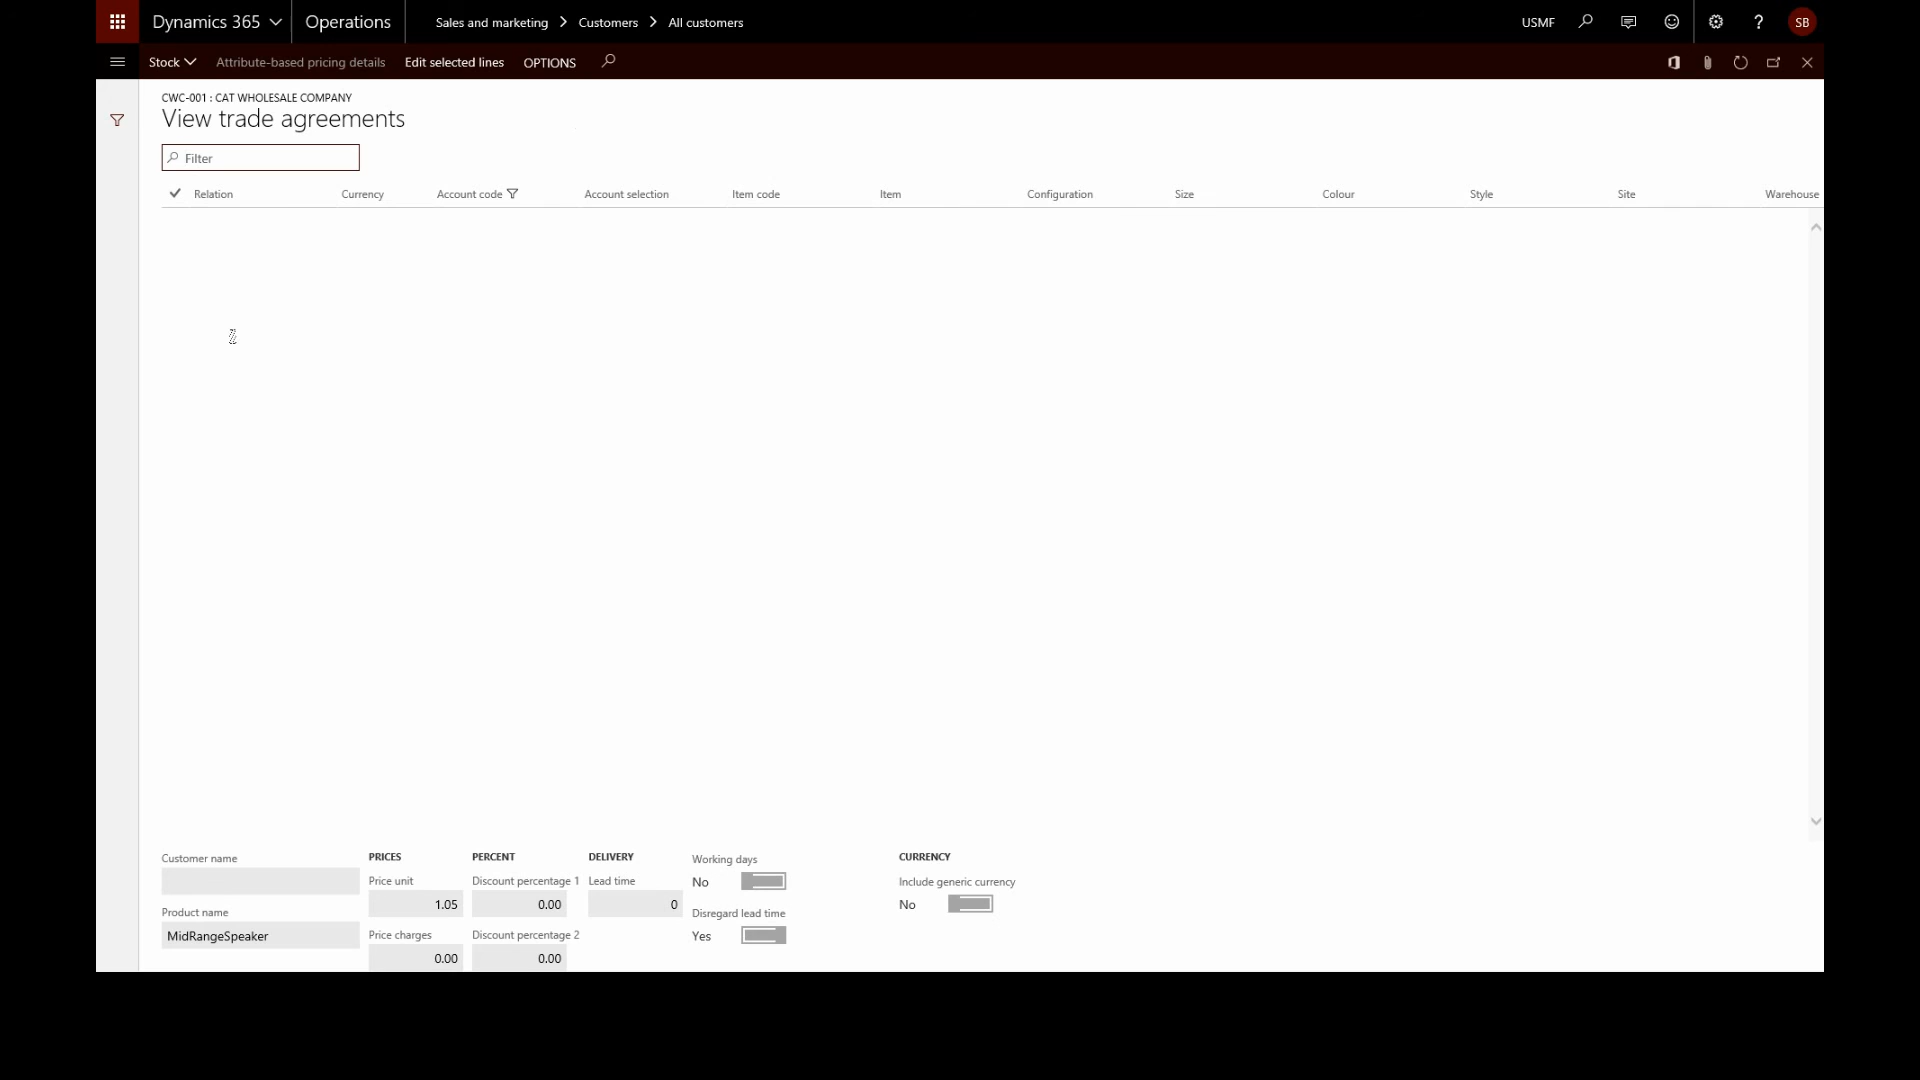 Dynamics 365 Operations Sales and marketing Customers All customers USMF ? SB
Stock Attribute-based pricing details Edit selected lines OPTIONS
CWC-001 : CAT WHOLESALE COMPANY
View trade agreements
Filter
Relation Currency Account code Account selection Item code Item Configuration Size Colour Style Site Warehouse
Customer name PRICES PERCENT DELIVERY Working days CURRENCY
Price unit Discount percentage 1 Lead time No Include generic currency
1.05 0.00 0 No
Product name Disregard lead time
MidRangeSpeaker Price charges Discount percentage 2 Yes
0.00 0.00